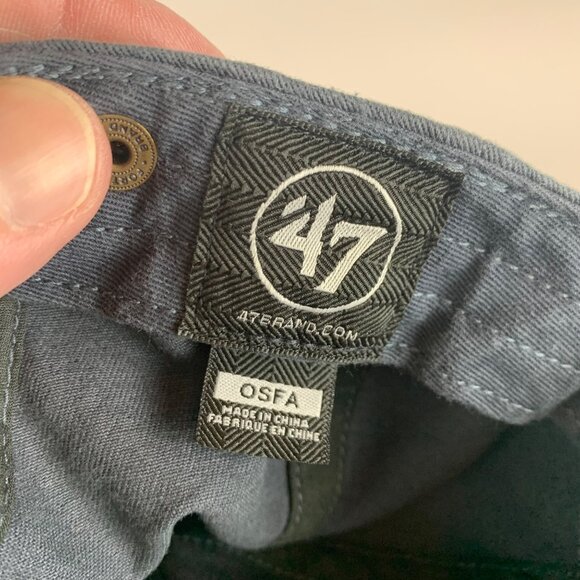 '47
47BRAND.COM
OSFA
MADE IN CHINA
FABRIQUE EN CHINE